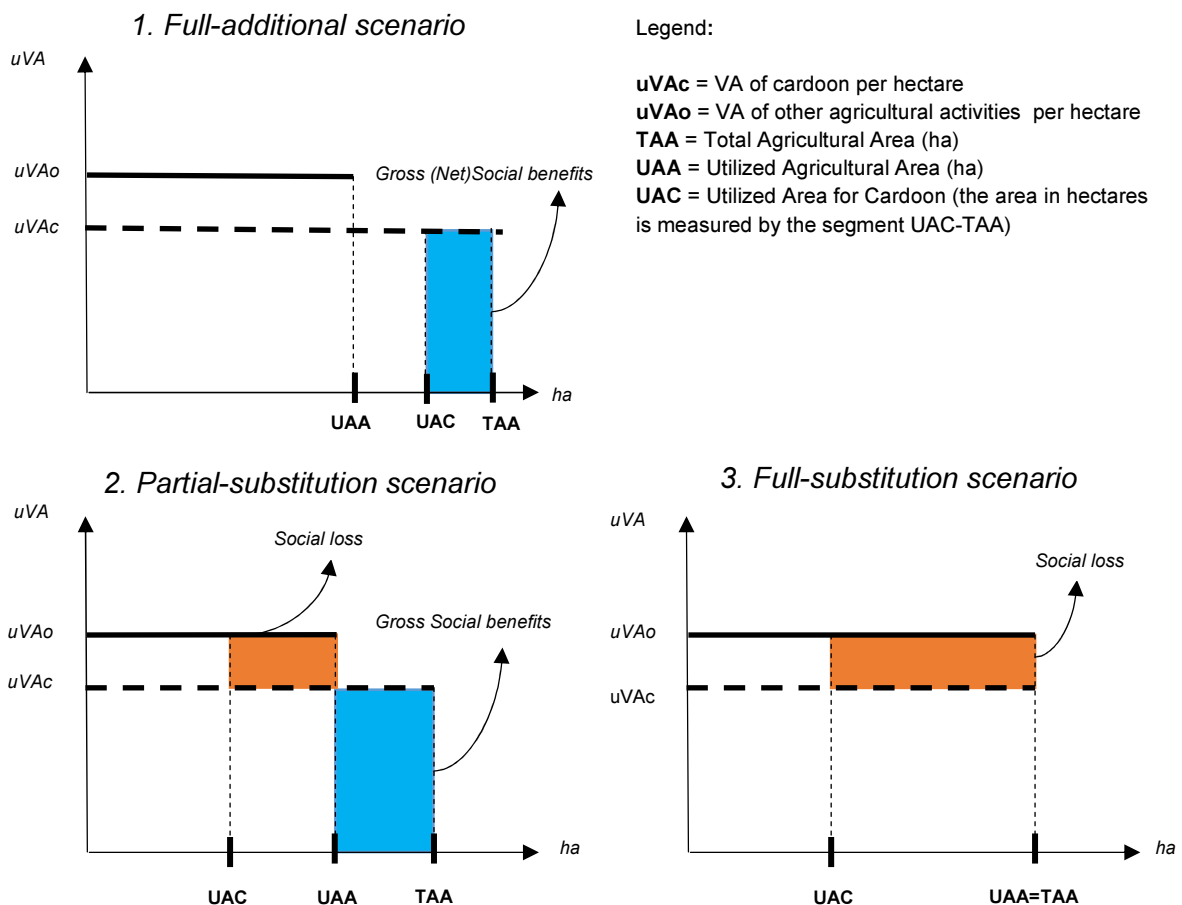 1. Full-additional scenario
uVA
uVAo
uVAc
Gross (Net)Social benefits
ha
UAA
UAC
TAA
Legend:
uVAc = VA of cardoon per hectare
uVAo = VA of other agricultural activities per hectare
TAA = Total Agricultural Area (ha)
UAA = Utilized Agricultural Area (ha)
UAC = Utilized Area for Cardoon (the area in hectares
is measured by the segment UAC-TAA)
2. Partial-substitution scenario
uVA
Social loss
uVAo
Gross Social benefits
uVAc
ha
UAC
UAA
TAA
3. Full-substitution scenario
uVA
Social loss
uVAo
uVAc
ha
UAC
UAA=TAA